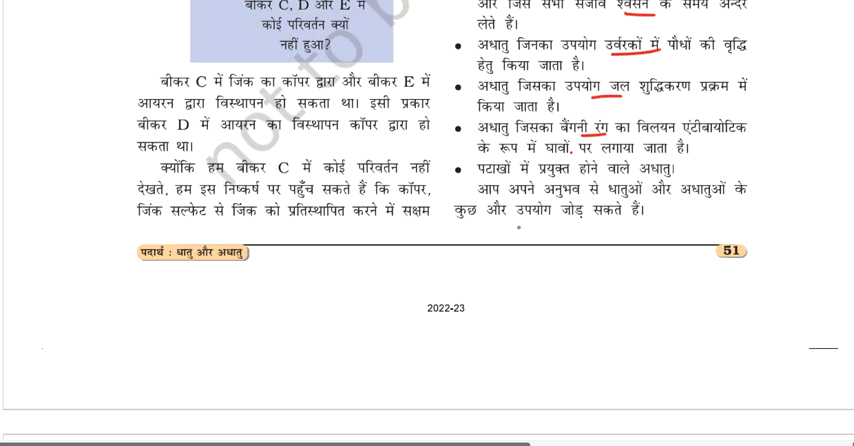 बीकर C, D और E में
कोई परिवर्तन क्यों
नहीं हुआ?
बीकर C में जिंक का कॉपर द्वारा और बीकर E में
आयरन द्वारा विस्थापन हो सकता था। इसी प्रकार
बीकर D में आयरन का विस्थापन कॉपर द्वारा हो
सकता था।
क्योंकि हम बीकर C में कोई परिवर्तन नहीं
देखते, हम इस निष्कर्ष पर पहुँच सकते हैं कि कॉपर,
जिंक सल्फेट से जिंक को प्रतिस्थापित करने में सक्षम
और जिसे सभी सजीव श्वसन के समय अन्दर
लेते हैं।
• अधातु जिनका उपयोग उर्वरकों में पौधों की वृद्धि
हेतु किया जाता है।
• अधातु जिसका उपयोग जल शुद्धिकरण प्रक्रम में
किया जाता है।
• अधातु जिसका बैंगनी रंग का विलयन एंटीबायोटिक
के रूप में घावों पर लगाया जाता है।
• पटाखों में प्रयुक्त होने वाले अधातु।
आप अपने अनुभव से धातुओं और अधातुओं के
कुछ और उपयोग जोड़ सकते हैं।
पदार्थ : धातु और अधातु
51
2022-23
not to b